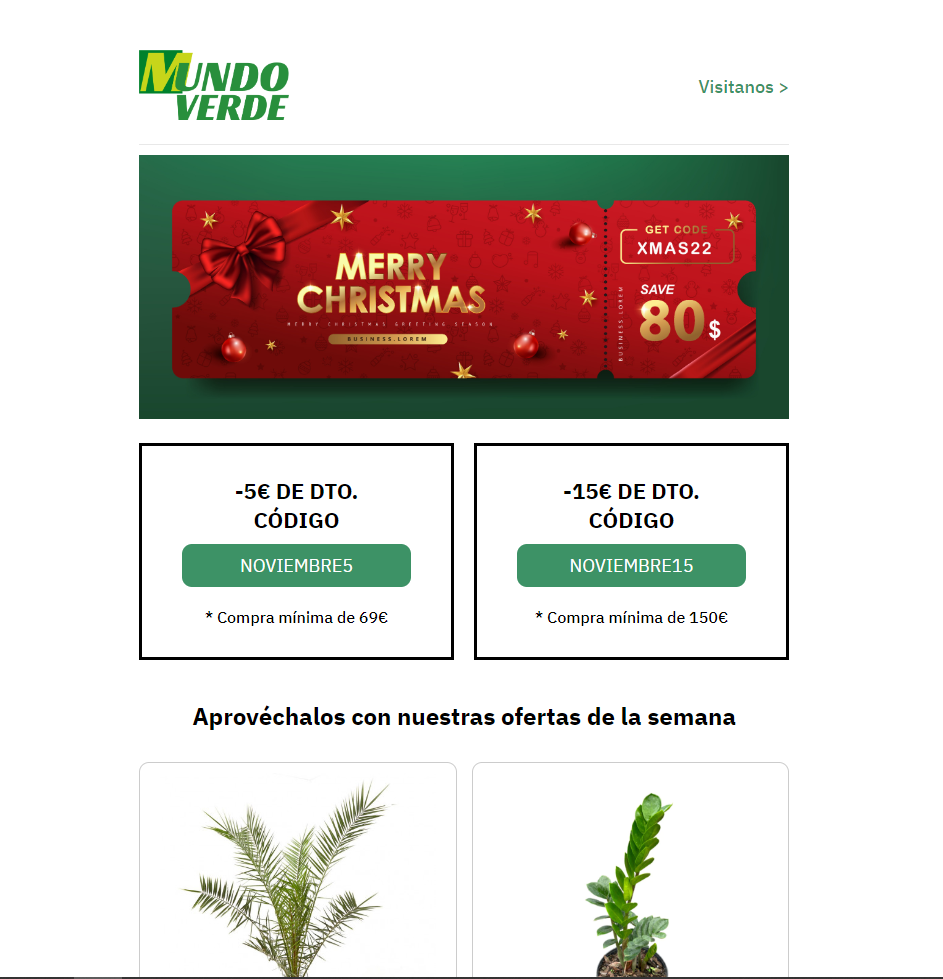 MUNDO
VERDE
Visitanos >
GET CODE
XMAS22
MERRY
CHRISTMAS
MERRY CHRISTMAS GREETING SEASON
BUSINESS.LOREM
SAVE
80$
BUSINESS.LOREM
-5€ DE DTO.
CÓDIGO
NOVIEMBRE5
* Compra mínima de 69€
-15€ DE DTO.
CÓDIGO
NOVIEMBRE15
* Compra mínima de 150€
Aprovéchalos con nuestras ofertas de la semana